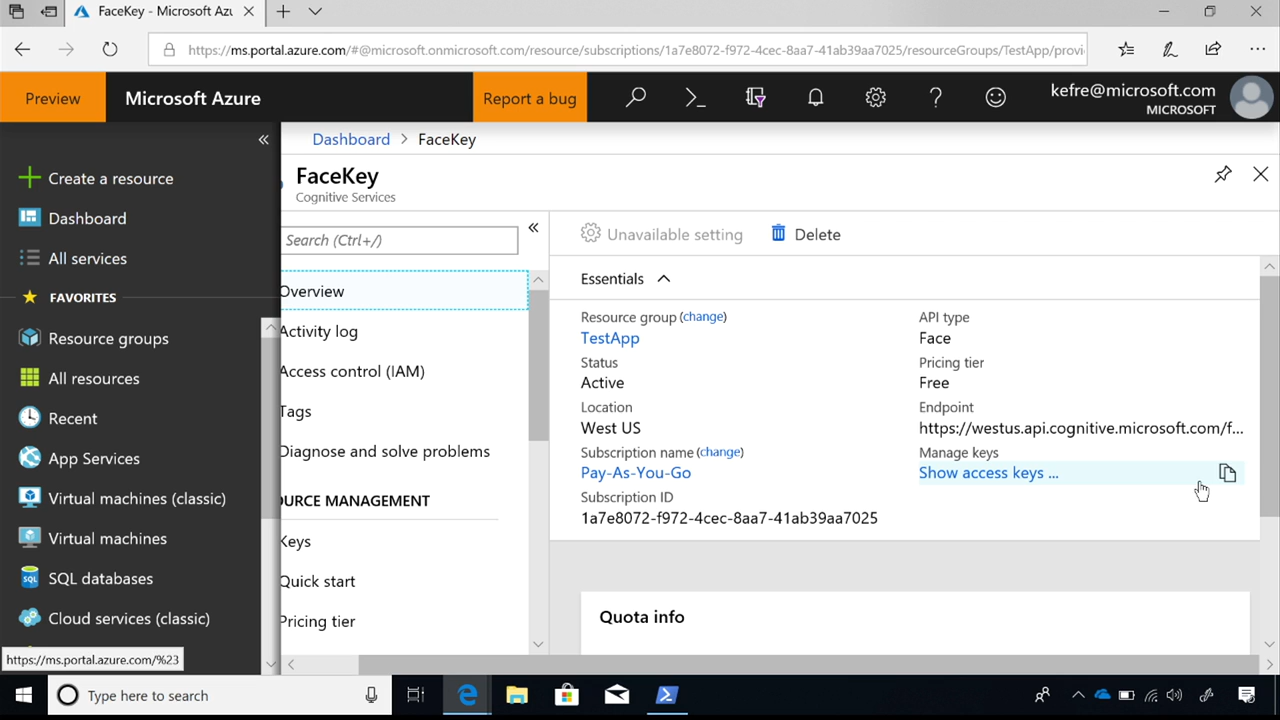 FaceKey - Microsoft Azu
https://ms.portal.azure.com/#@microsoft.onmicrosoft.com/resource/subscriptions/1a7e8072-f972-4cec-8aa7-41ab39aa7025/resourceGroups/TestApp/provi
Preview
Microsoft Azure
Report a bug
kefre@microsoft.com
MICROSOFT
Create a resource
Dashboard
All services
FAVORITES
Resource groups
All resources
Recent
App Services
Virtual machines (classic)
Virtual machines
SQL databases
Cloud services (classic)
https://ms.portal.azure.com/%23
Dashboard > FaceKey
FaceKey
Cognitive Services
Search (Ctrl+/)
Overview
Activity log
Access control (IAM)
Tags
Diagnose and solve problems
OURCE MANAGEMENT
Keys
Quick start
Pricing tier
Unavailable setting
Delete
Essentials
Resource group (change)
TestApp
Status
Active
Location
West US
Subscription name (change)
Pay-As-You-Go
Subscription ID
1a7e8072-f972-4cec-8aa7-41ab39aa7025
API type
Face
Pricing tier
Free
Endpoint
https://westus.api.cognitive.microsoft.com/f...
Manage keys
Show access keys ...
Quota info
Type here to search